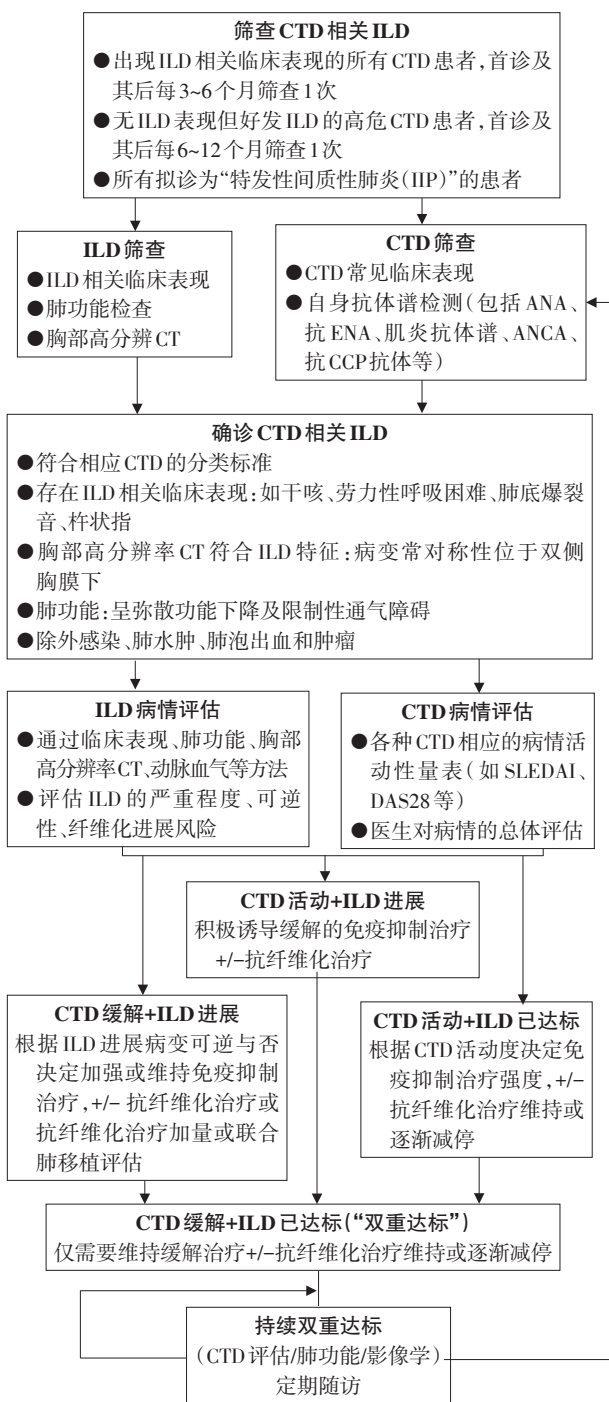 筛查CTD相关ILD
●出现ILD相关临床表现的所有CTD患者,首诊及
其后每3~6个月筛查1次
●无ILD表现但好发ILD的高危CTD患者,首诊及
其后每6~12个月筛查1次
●所有拟诊为“特发性间质性肺炎(IIP)”的患者
ILD筛查
●ILD相关临床表现
●肺功能检查
●胸部高分辨CT
CTD筛查
●CTD常见临床表现
●自身抗体谱检测(包括ANA、
抗ENA、肌炎抗体谱、ANCA、
抗CCP抗体等)
确诊CTD相关ILD
●符合相应CTD的分类标准
●存在ILD相关临床表现:如干咳、劳力性呼吸困难、肺底爆裂
音、杵状指
●胸部高分辨率CT符合ILD特征:病变常对称性位于双侧
胸膜下
●肺功能:呈弥散功能下降及限制性通气障碍
●除外感染、肺水肿、肺泡出血和肿瘤
ILD病情评估
●通过临床表现、肺功能、胸部
高分辨率CT、动脉血气等方法
●评估ILD的严重程度、可逆
性、纤维化进展风险
CTD病情评估
●各种CTD相应的病情活
动性量表(如SLEDAI、
DAS28等)
●医生对病情的总体评估
CTD活动+ILD进展
积极诱导缓解的免疫抑制治疗
+/−抗纤维化治疗
CTD缓解+ILD进展
根据ILD进展病变可逆与否
决定加强或维持免疫抑制
治疗,+/−抗纤维化治疗或
抗纤维化治疗加量或联合
肺移植评估
CTD活动+ILD已达标
根据CTD活动度决定免
疫抑制治疗强度,+/−
抗纤维化治疗维持或
逐渐减停
CTD缓解+ILD已达标(“双重达标”)
仅需要维持缓解治疗+/−抗纤维化治疗维持或逐渐减停
持续双重达标
(CTD评估/肺功能/影像学)
定期随访